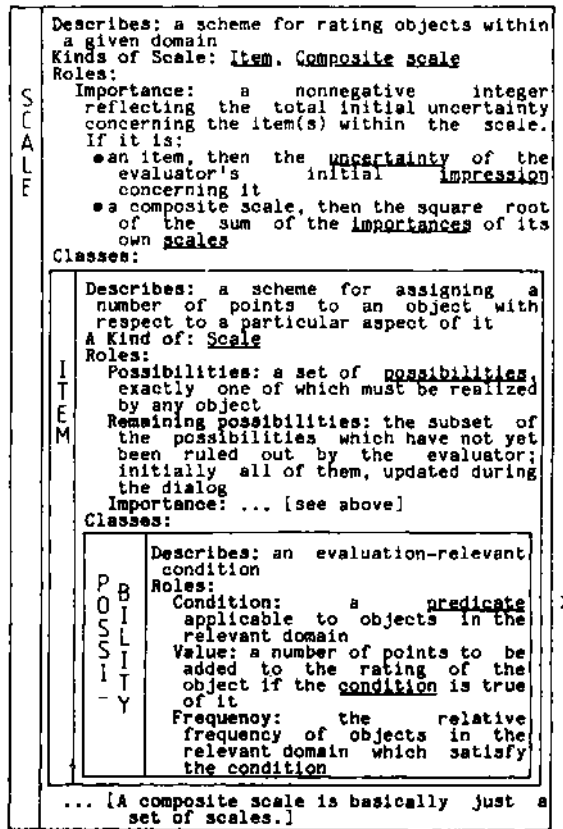 Describes: a scheme for rating objects within
a given domain
Kinds of Scale: Item, Composite scale
Roles:
Importance: a nonnegative integer
reflecting the total initial uncertainty
concerning the item(s) within the scale.
If it is:
●an item, then the uncertainty of the
evaluator's initial impression
concerning it
●a composite scale, then the square root
of the sum of the importances of its
own scales
Classes:
SCALE
Describes: a scheme for assigning a
number of points to an object with
respect to a particular aspect of it
A Kind of: Scale
Roles:
Possibilities: a set of possibilities,
exactly one of which must be realized
by any object
Remaining possibilities: the subset of
the possibilities which have not yet
been ruled out by the evaluator;
initially all of them, updated during
the dialog
Importance: ... [see above]
Classes:
ITEM
Describes: an evaluation-relevant
condition
Roles:
Condition: a predicate
applicable to objects in the
relevant domain
Value: a number of points to be
added to the rating of the
object if the condition is true
of it
Frequency: the relative
frequency of objects in the
relevant domain which satisfy
the condition
POSSI-
BILITY
... [A composite scale is basically just a
set of scales.]